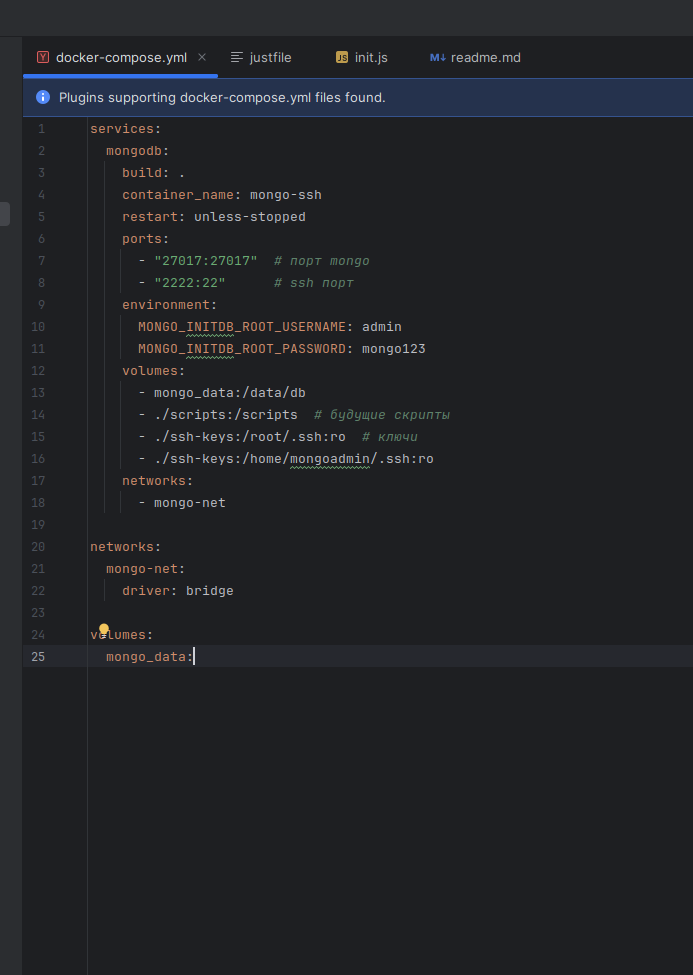 docker-compose.yml justfile init.js readme.md
Plugins supporting docker-compose.yml files found.
1 services:
2 mongodb:
3 build: .
4 container_name: mongo-ssh
5 restart: unless-stopped
6 ports:
7 - "27017:27017" # порт mongo
8 - "2222:22" # ssh порт
9 environment:
10 MONGO_INITDB_ROOT_USERNAME: admin
11 MONGO_INITDB_ROOT_PASSWORD: mongo123
12 volumes:
13 - mongo_data:/data/db
14 - ./scripts:/scripts # будущие скрипты
15 - ./ssh-keys:/root/.ssh:ro # ключи
16 - ./ssh-keys:/home/mongoadmin/.ssh:ro
17 networks:
18 - mongo-net
19
20 networks:
21 mongo-net:
22 driver: bridge
23
24 volumes:
25 mongo_data: